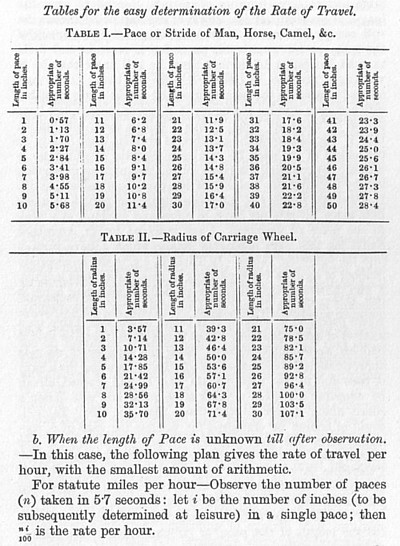 Tables for the easy determination of the Rate of Travel.
TABLE I.—Pace or Stride of Man, Horse, Camel, &c.
Length of pace in inches. Appropriate number of seconds. Length of pace in inches. Appropriate number of seconds. Length of pace in inches. Appropriate number of seconds. Length of pace in inches. Appropriate number of seconds. Length of pace in inches. Appropriate number of seconds.
1 0·57 11 6·2 21 11·9 31 17·6 41 23·3
2 1·13 12 6·8 22 12·5 32 18·2 42 23·9
3 1·70 13 7·4 23 13·1 33 18·4 43 24·4
4 2·27 14 8·0 24 13·7 34 19·3 44 25·0
5 2·84 15 8·4 25 14·3 35 19·9 45 25·6
6 3·41 16 9·1 26 14·8 36 20·5 46 26·1
7 3·98 17 9·7 27 15·4 37 21·1 47 26·7
8 4·55 18 10·2 28 15·9 38 21·6 48 27·3
9 5·11 19 10·8 29 16·4 39 22·2 49 27·8
10 5·68 20 11·4 30 17·0 40 22·8 50 28·4
TABLE II.—Radius of Carriage Wheel.
Length of radius in inches. Appropriate number of seconds. Length of radius in inches. Appropriate number of seconds. Length of radius in inches. Appropriate number of seconds.
1 3·57 11 39·3 21 75·0
2 7·14 12 42·8 22 78·5
3 10·71 13 46·4 23 82·1
4 14·28 14 50·0 24 85·7
5 17·85 15 53·6 25 89·2
6 21·42 16 57·1 26 92·8
7 24·99 17 60·7 27 96·4
8 28·56 18 64·3 28 100·0
9 32·13 19 67·8 29 103·5
10 35·70 20 71·4 30 107·1
b. When the length of Pace is unknown till after observation.
—In this case, the following plan gives the rate of travel per
hour, with the smallest amount of arithmetic.
For statute miles per hour—Observe the number of paces
(n) taken in 5·7 seconds: let i be the number of inches (to be
subsequently determined at leisure) in a single pace; then
n i/100 is the rate per hour.